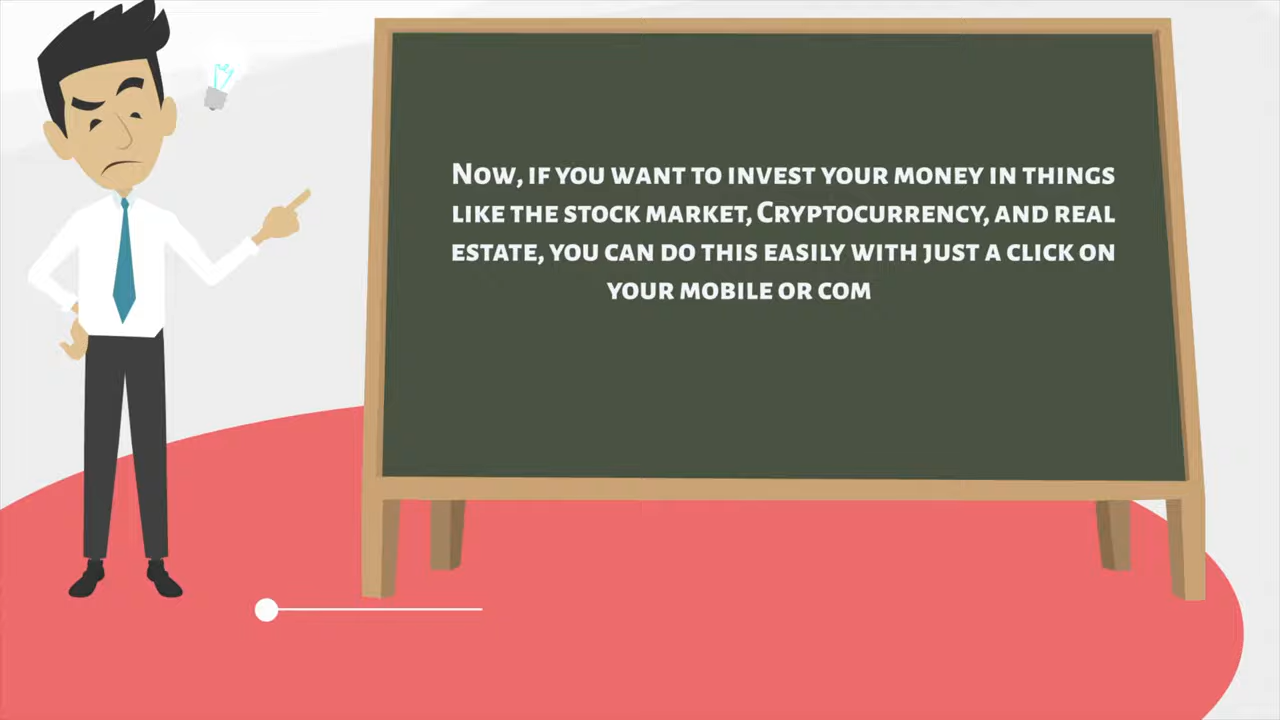 Now, if you want to invest your money in things
like the stock market, Cryptocurrency, and real
estate, you can do this easily with just a click on
your mobile or com